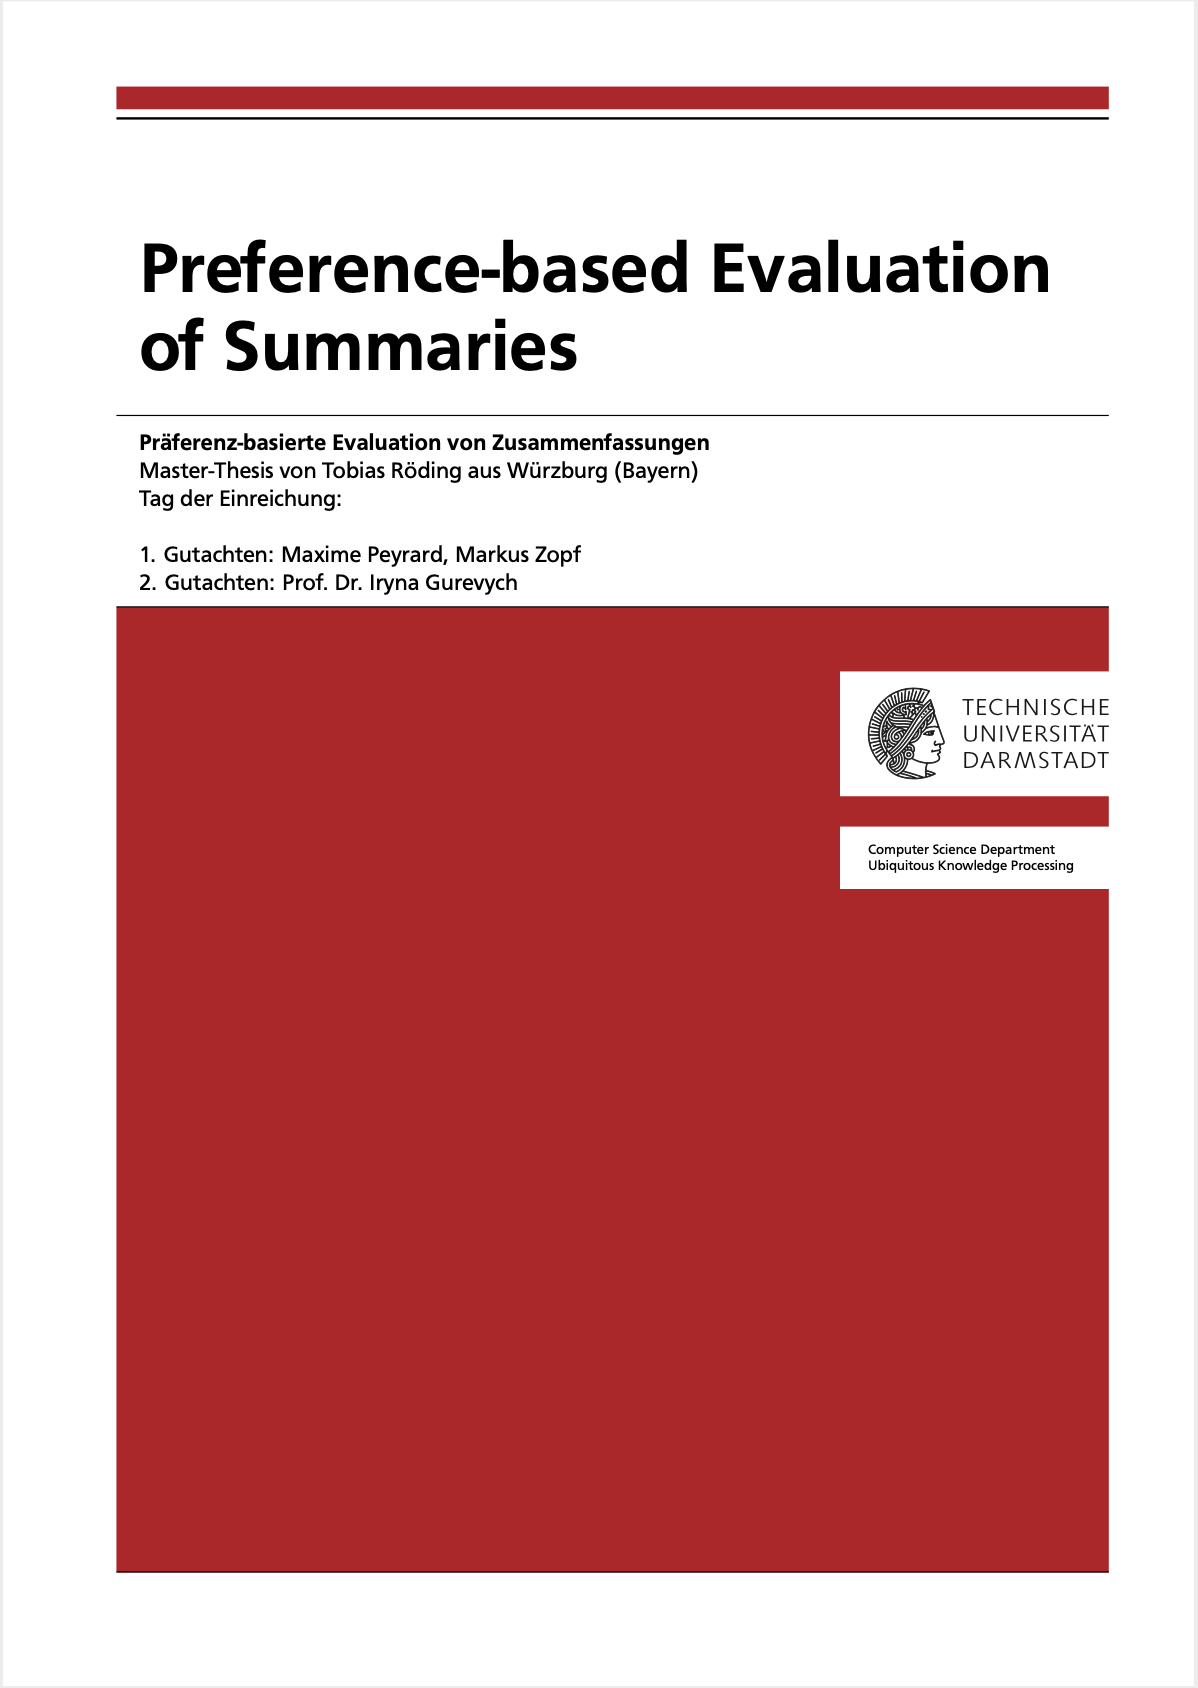 Preference-based Evaluation
of Summaries
Präferenz-basierte Evaluation von Zusammenfassungen
Master-Thesis von Tobias Röding aus Würzburg (Bayern)
Tag der Einreichung:
1. Gutachten: Maxime Peyrard, Markus Zopf
2. Gutachten: Prof. Dr. Iryna Gurevych
TECHNISCHE
UNIVERSITÄT
DARMSTADT
Computer Science Department
Ubiquitous Knowledge Processing